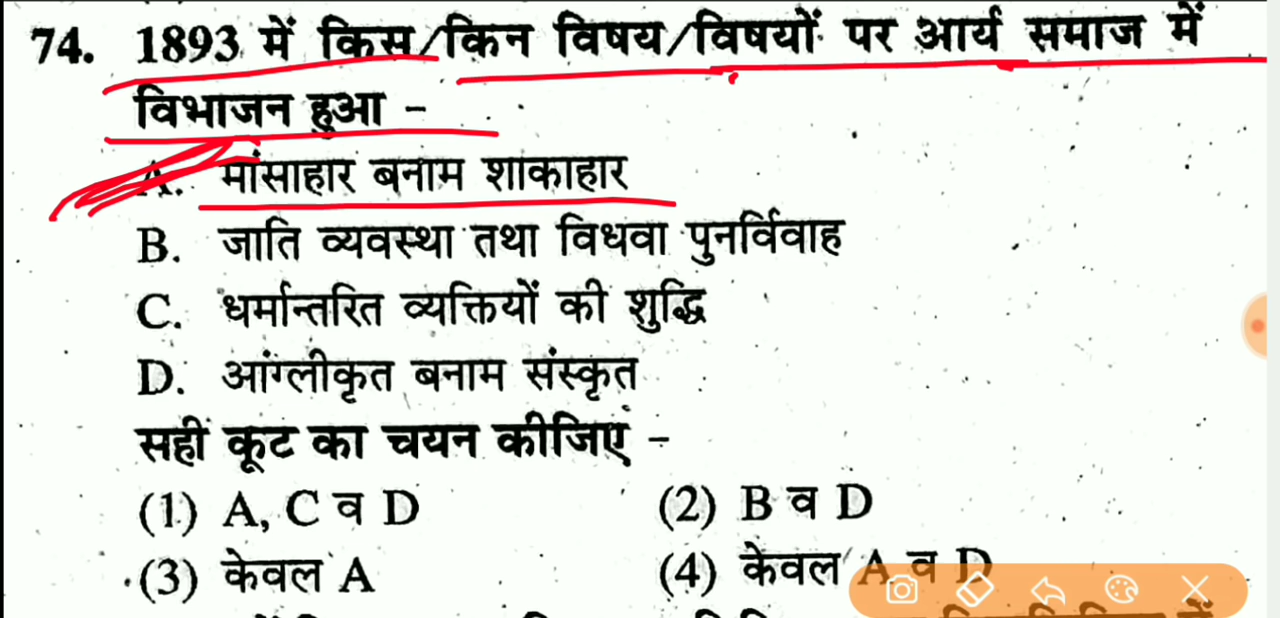 74. 1893 में किस/किन विषय/विषयों पर आर्य समाज में
विभाजन हुआ -
A. मांसाहार बनाम शाकाहार
B. जाति व्यवस्था तथा विधवा पुनर्विवाह
C. धर्मान्तरित व्यक्तियों की शुद्धि
D. आंग्लीकृत बनाम संस्कृत
सही कूट का चयन कीजिए -
(1) A, C व D
(2) B व D
(3) केवल A
(4) केवल A व D